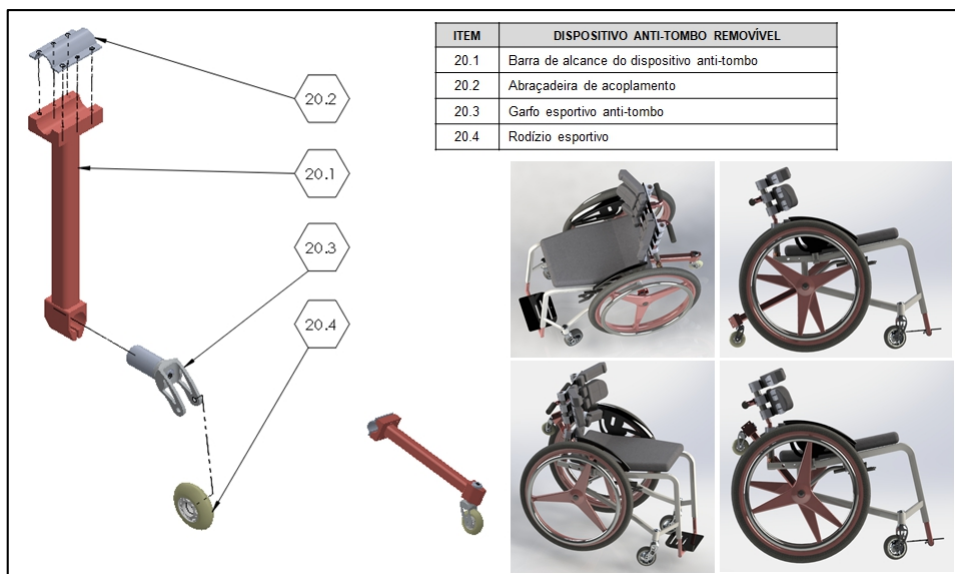 ITEM DISPOSITIVO ANTI-TOMBO REMOVÍVEL
20.1 Barra de alcance do dispositivo anti-tombo
20.2 Abraçadeira de acoplamento
20.3 Garfo esportivo anti-tombo
20.4 Rodízio esportivo
20.2
20.1
20.3
20.4